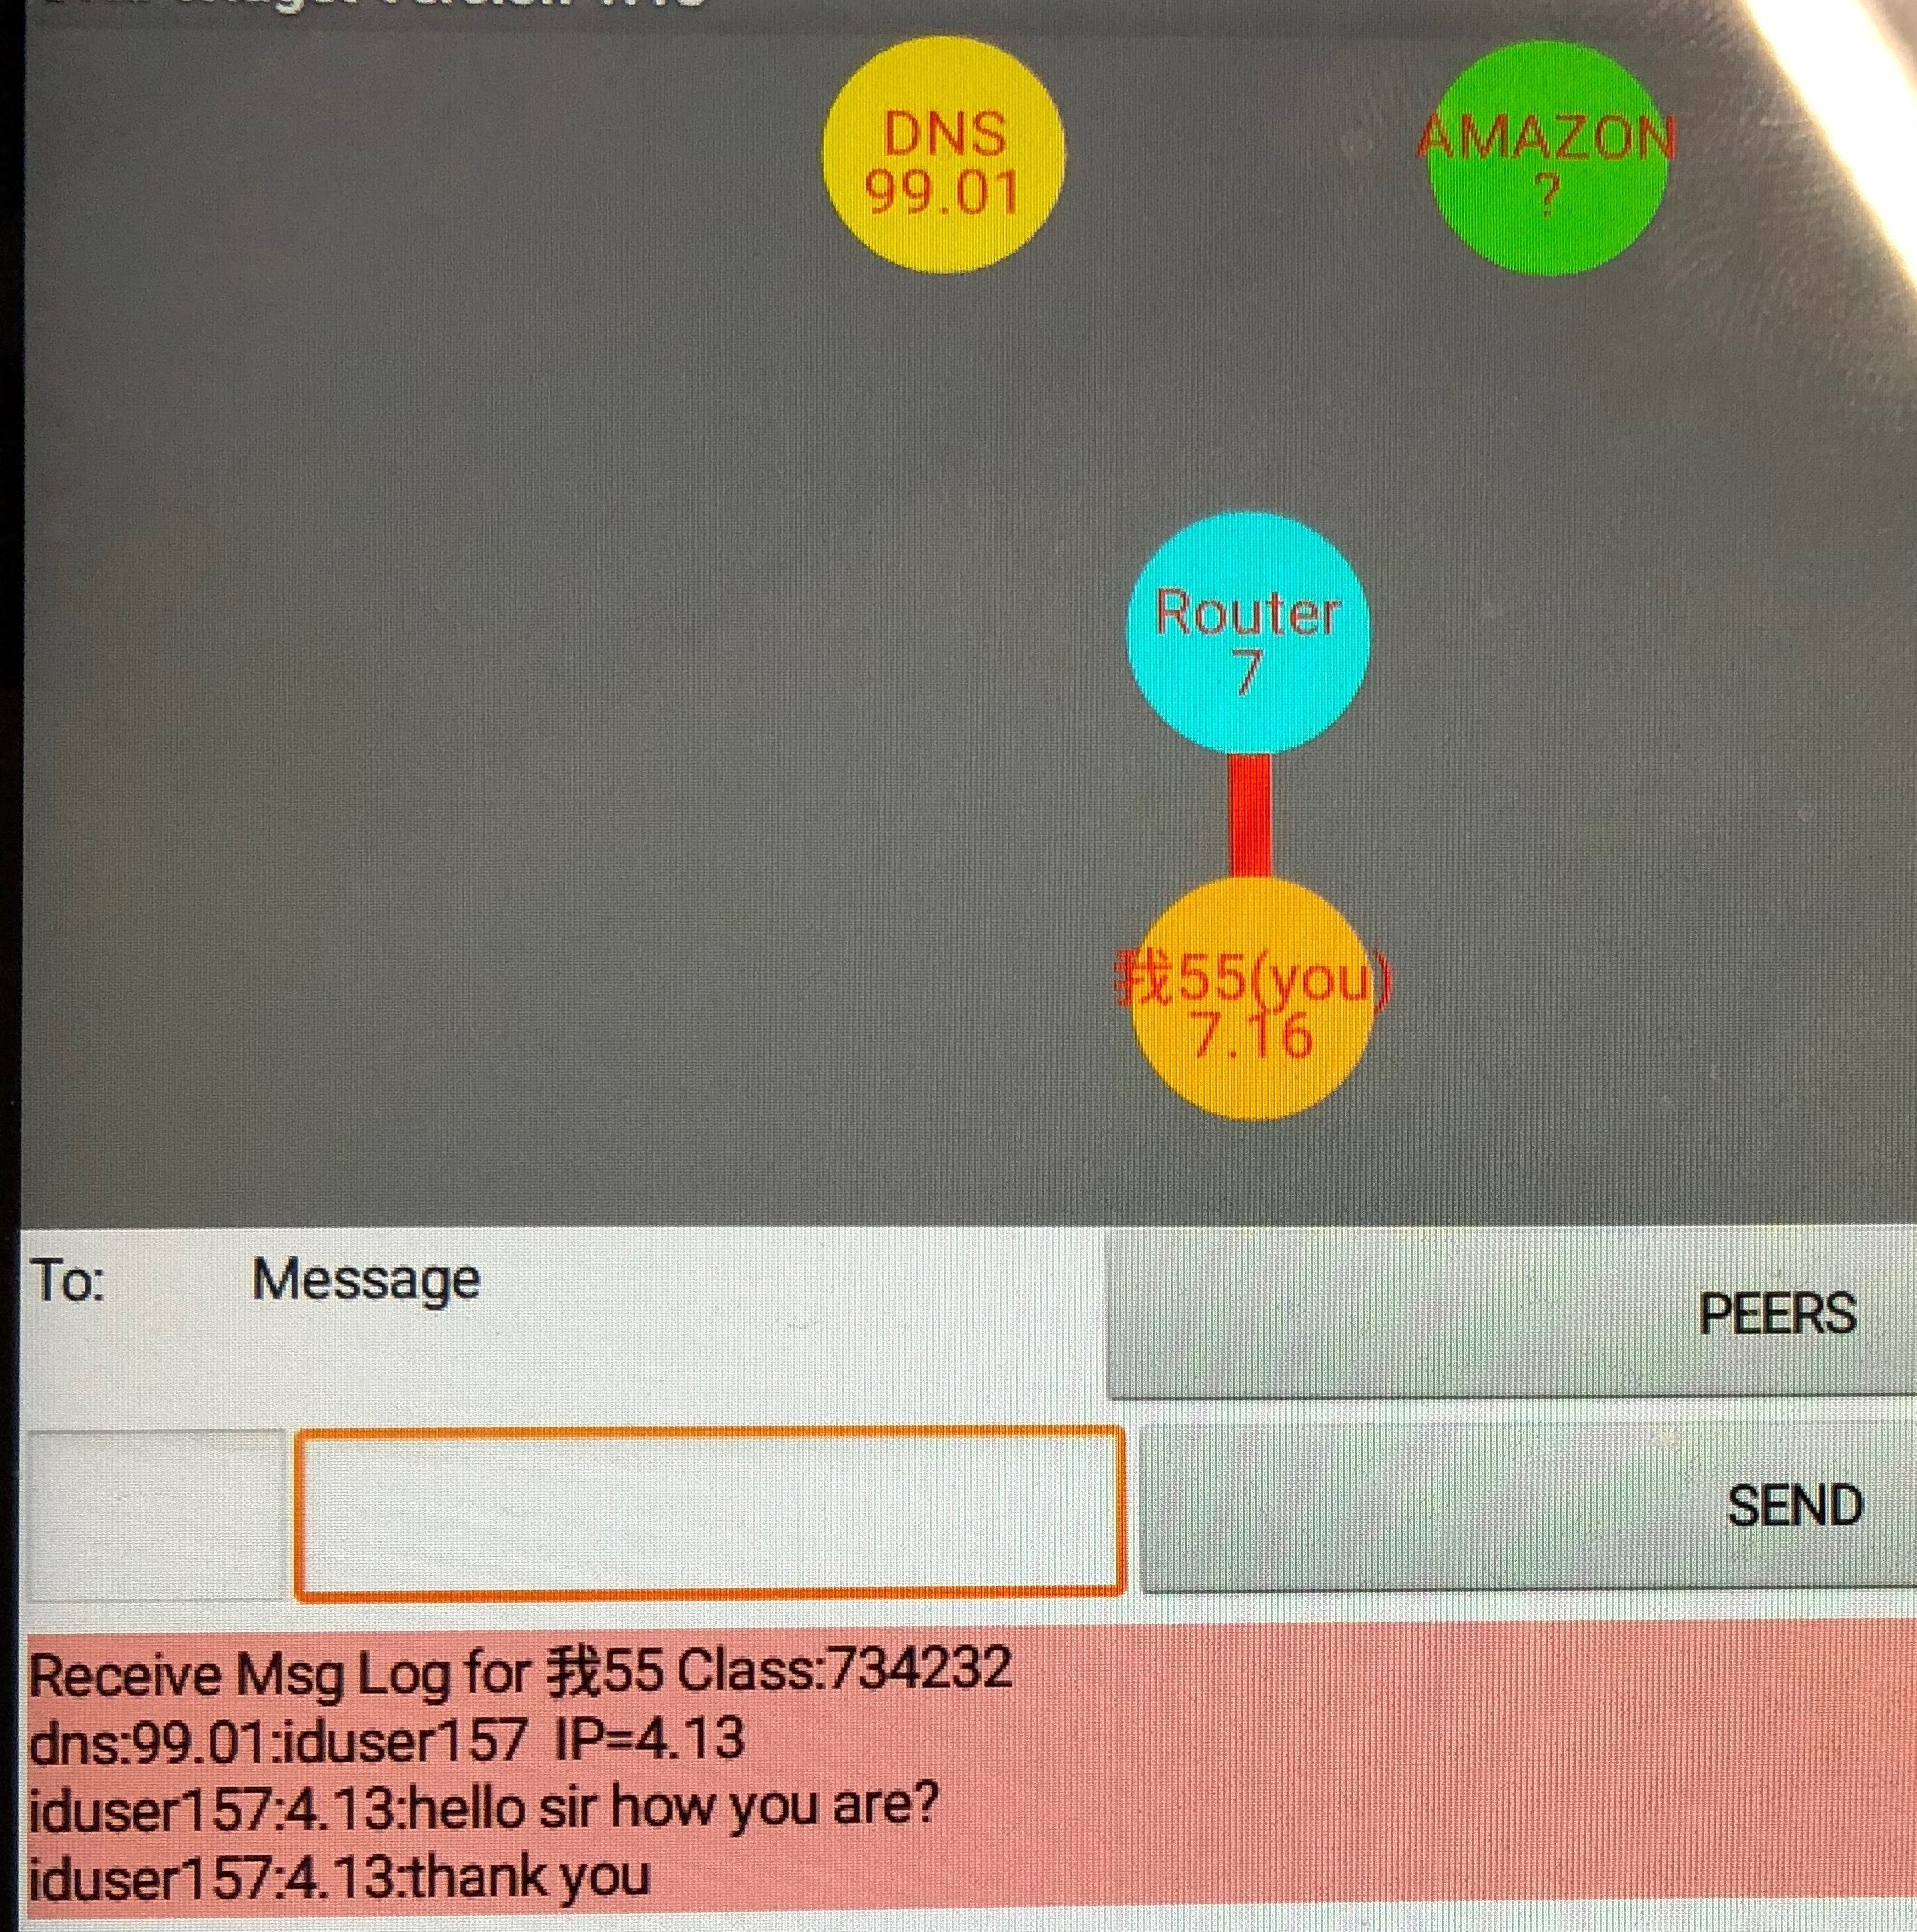 DNS
99.01
AMAZON
?
Router
7
我55(you)
7.16
To: Message
PEERS
SEND
Receive Msg Log for 我55 Class:734232
dns:99.01:iduser157 IP=4.13
iduser157:4.13:hello sir how you are?
iduser157:4.13:thank you